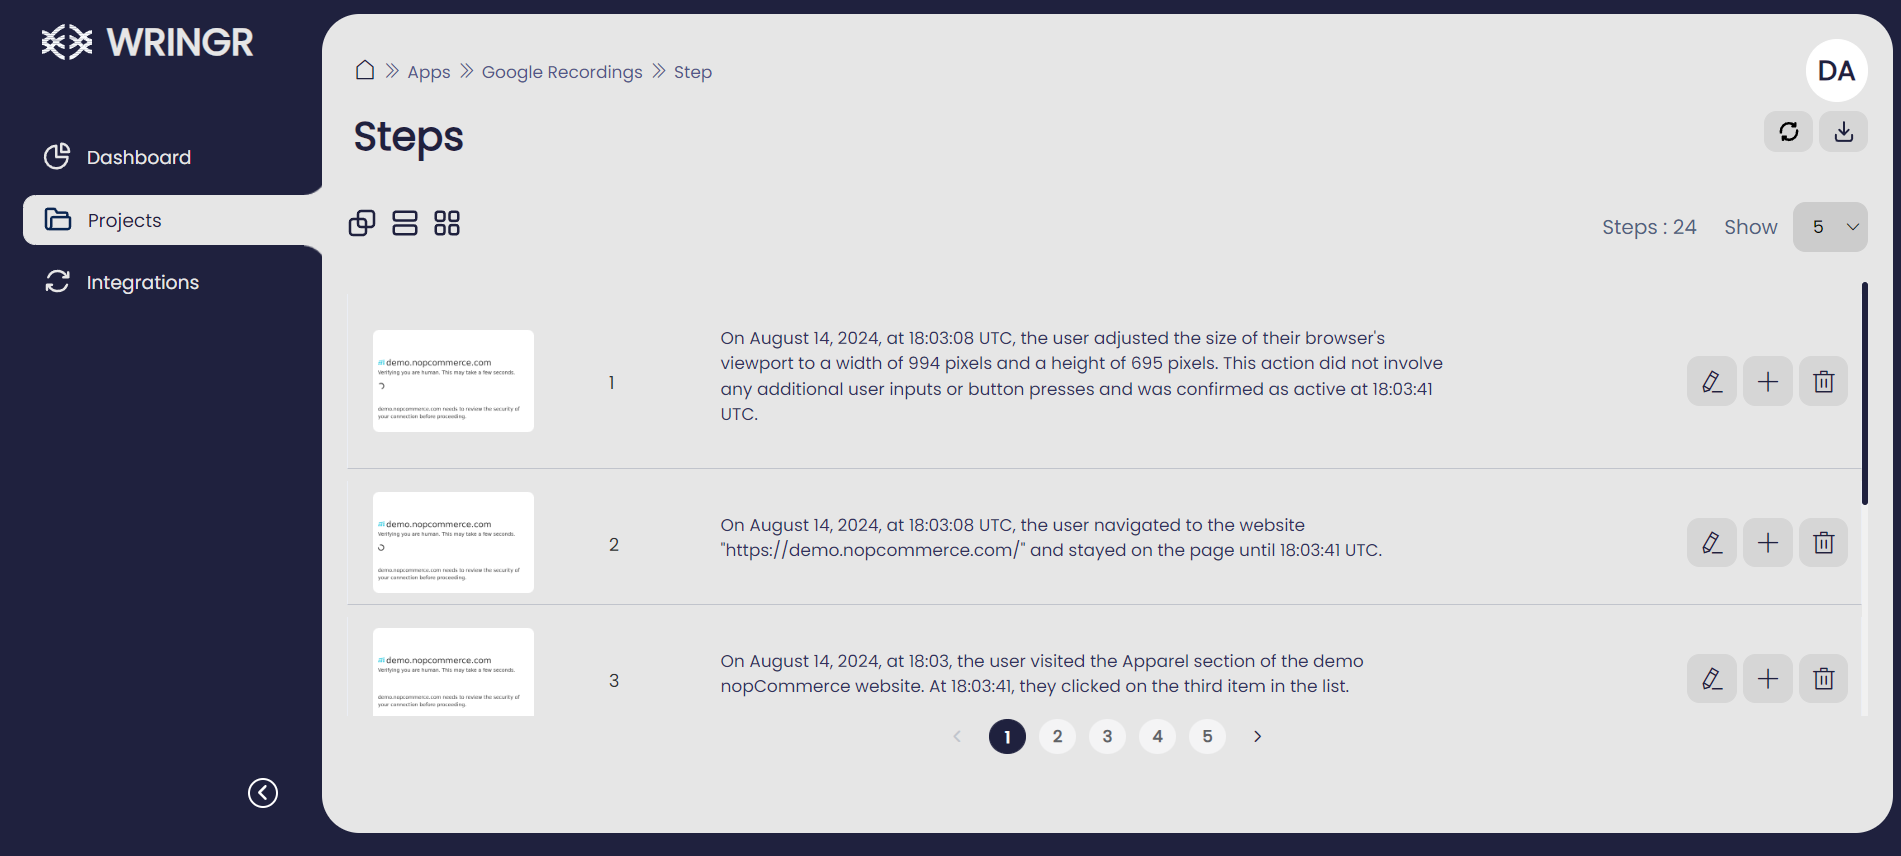 WRINGR
Dashboard
Projects
Integrations
Apps
Google Recordings
Step
DA
Steps
Steps : 24
Show
5
demo.nopcommerce.com
Verifying you are human. This may take a few seconds.
demo.nopcommerce.com needs to review the security of
your connection before proceeding.
1
On August 14, 2024, at 18:03:08 UTC, the user adjusted the size of their browser's
viewport to a width of 994 pixels and a height of 695 pixels. This action did not involve
any additional user inputs or button presses and was confirmed as active at 18:03:41
UTC.
demo.nopcommerce.com
Verifying you are human. This may take a few seconds.
demo.nopcommerce.com needs to review the security of
your connection before proceeding.
2
On August 14, 2024, at 18:03:08 UTC, the user navigated to the website
"https://demo.nopcommerce.com/" and stayed on the page until 18:03:41 UTC.
demo.nopcommerce.com
Verifying you are human. This may take a few seconds.
demo.nopcommerce.com needs to review the security of
your connection before proceeding.
3
On August 14, 2024, at 18:03, the user visited the Apparel section of the demo
nopCommerce website. At 18:03:41, they clicked on the third item in the list.
1 2 3 4 5